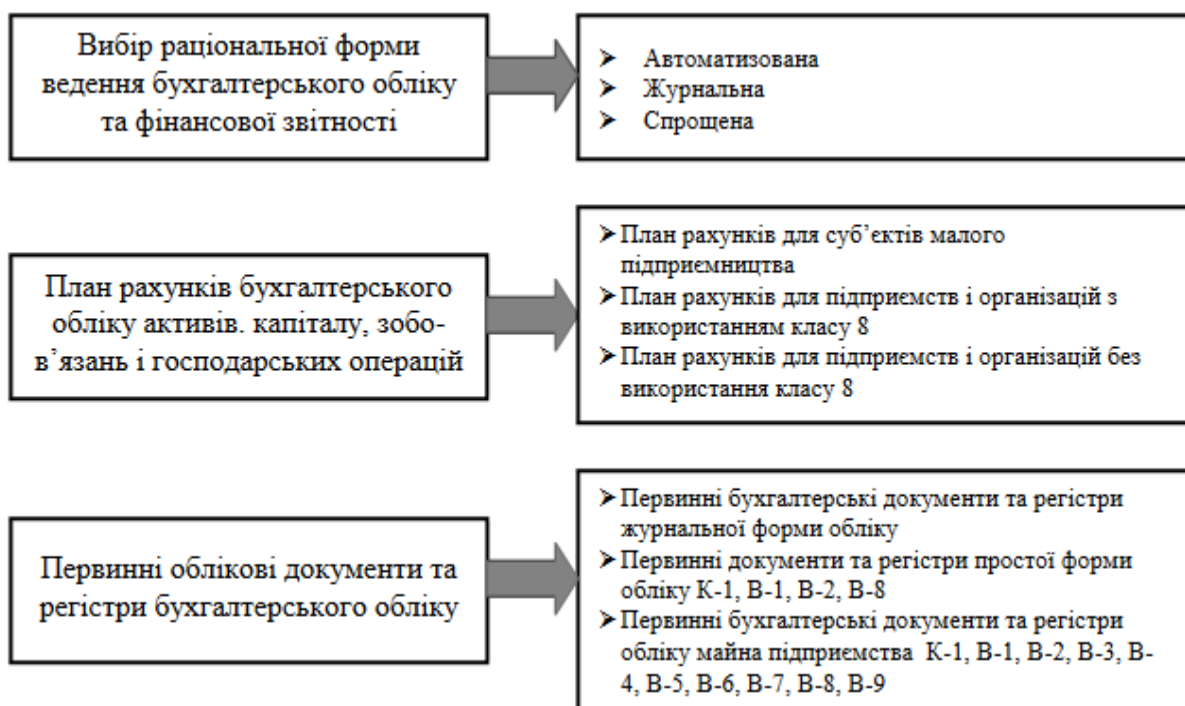 Вибір раціональної форми
ведення бухгалтерського обліку
та фінансової звітності
➢ Автоматизована
➢ Журнальна
➢ Спрощена
План рахунків бухгалтерського
обліку активів. капіталу, зобо-
в’язань і господарських операцій
➢ План рахунків для суб’єктів малого
підприємництва
➢ План рахунків для підприємств і організацій з
використанням класу 8
➢ План рахунків для підприємств і організацій без
використання класу 8
Первинні облікові документи та
регістри бухгалтерського обліку
➢ Первинні бухгалтерські документи та регістри
журнальної форми обліку
➢ Первинні документи та регістри простої форми
обліку К-1, В-1, В-2, В-8
➢ Первинні бухгалтерські документи та регістри
обліку майна підприємства К-1, В-1, В-2, В-3, В-
4, В-5, В-6, В-7, В-8, В-9